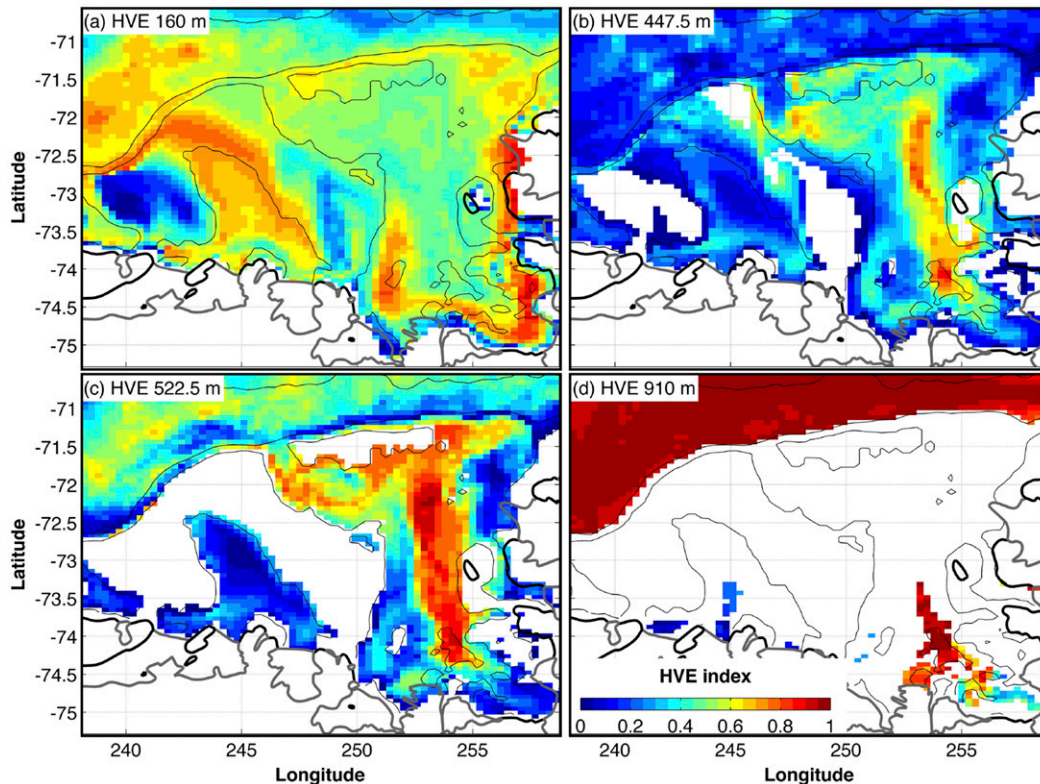 (a) HVE 160 m
(b) HVE 447.5 m
-71
-71.5
-72
-72.5
-73
-73.5
-74
-74.5
-75
Latitude
(c) HVE 522.5 m
(d) HVE 910 m
-71
-71.5
-72
-72.5
-73
-73.5
-74
-74.5
-75
Latitude
HVE index
0 0.2 0.4 0.6 0.8 1
240 245 250 255
240 245 250 255
Longitude
Longitude